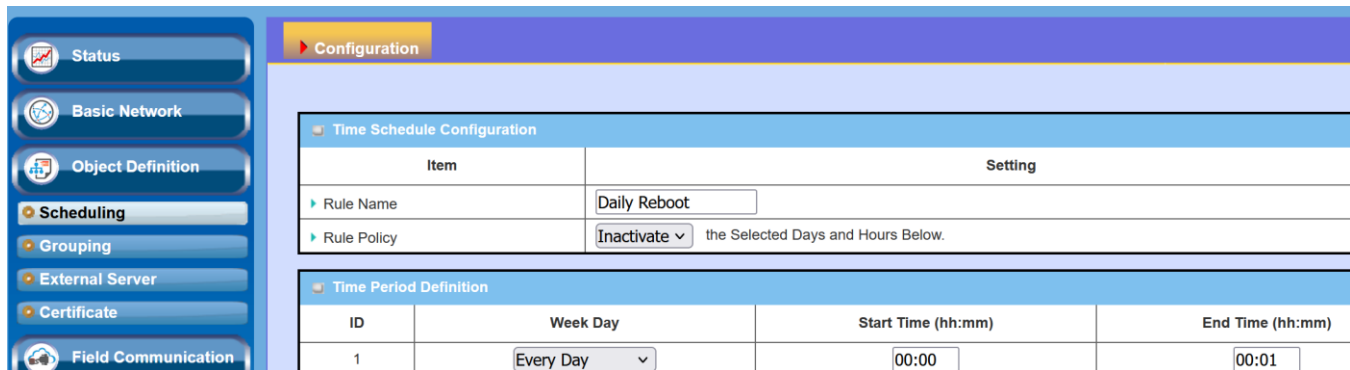 Configuration
Status
Basic Network
Time Schedule Configuration
Item Setting
Object Definition
Rule Name Daily Reboot
Scheduling
Rule Policy Inactivate the Selected Days and Hours Below.
Grouping
External Server
Time Period Definition
Certificate
ID Week Day Start Time (hh:mm) End Time (hh:mm)
Field Communication
1 Every Day 00:00 00:01